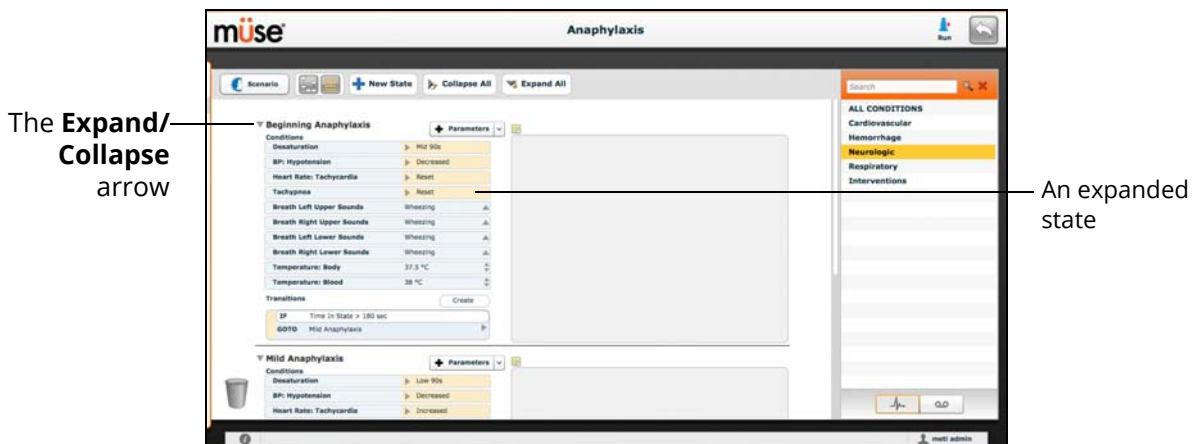 müse
Anaphylaxis
Run
Scenario
New State
Collapse All
Expand All
Search
The Expand/
Collapse
arrow
Beginning Anaphylaxis
Parameters
Conditions
Desaturation Mid 90s
BP: Hypotension Decreased
Heart Rate: Tachycardia Reset
Tachypnea Reset
Breath Left Upper Sounds Wheezing
Breath Right Upper Sounds Wheezing
Breath Left Lower Sounds Wheezing
Breath Right Lower Sounds Wheezing
Temperature: Body 37.5 °C
Temperature: Blood 38 °C
Transitions Create
IF Time In State > 180 sec
GOTO Mild Anaphylaxis
Mild Anaphylaxis
Parameters
Conditions
Desaturation Low 90s
BP: Hypotension Decreased
Heart Rate: Tachycardia Increased
ALL CONDITIONS
Cardiovascular
Hemorrhage
Neurologic
Respiratory
Interventions
An expanded
state
meti admin